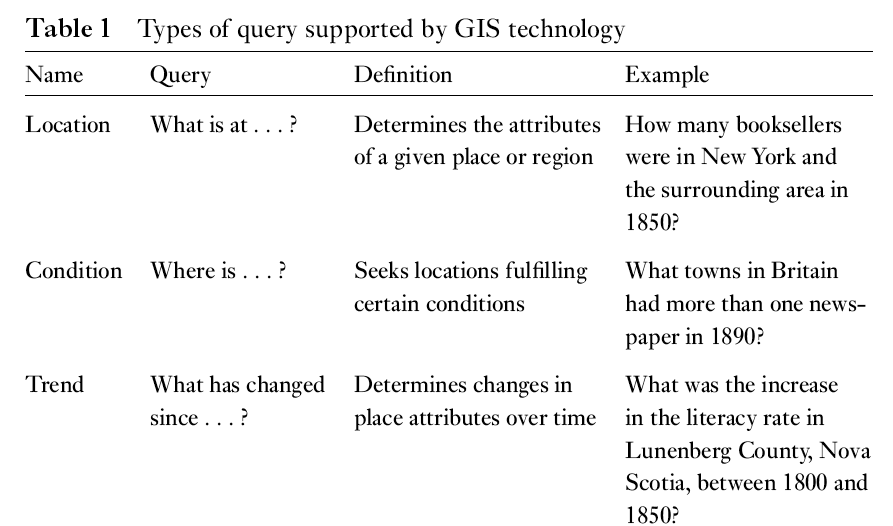 Table 1 Types of query supported by GIS technology
Name Query Definition Example
Location What is at . . . ? Determines the attributes How many booksellers
of a given place or region were in New York and
the surrounding area in
1850?
Condition Where is . . . ? Seeks locations fulfilling What towns in Britain
certain conditions had more than one news-
paper in 1890?
Trend What has changed Determines changes in What was the increase
since . . . ? place attributes over time in the literacy rate in
Lunenberg County, Nova
Scotia, between 1800 and
1850?